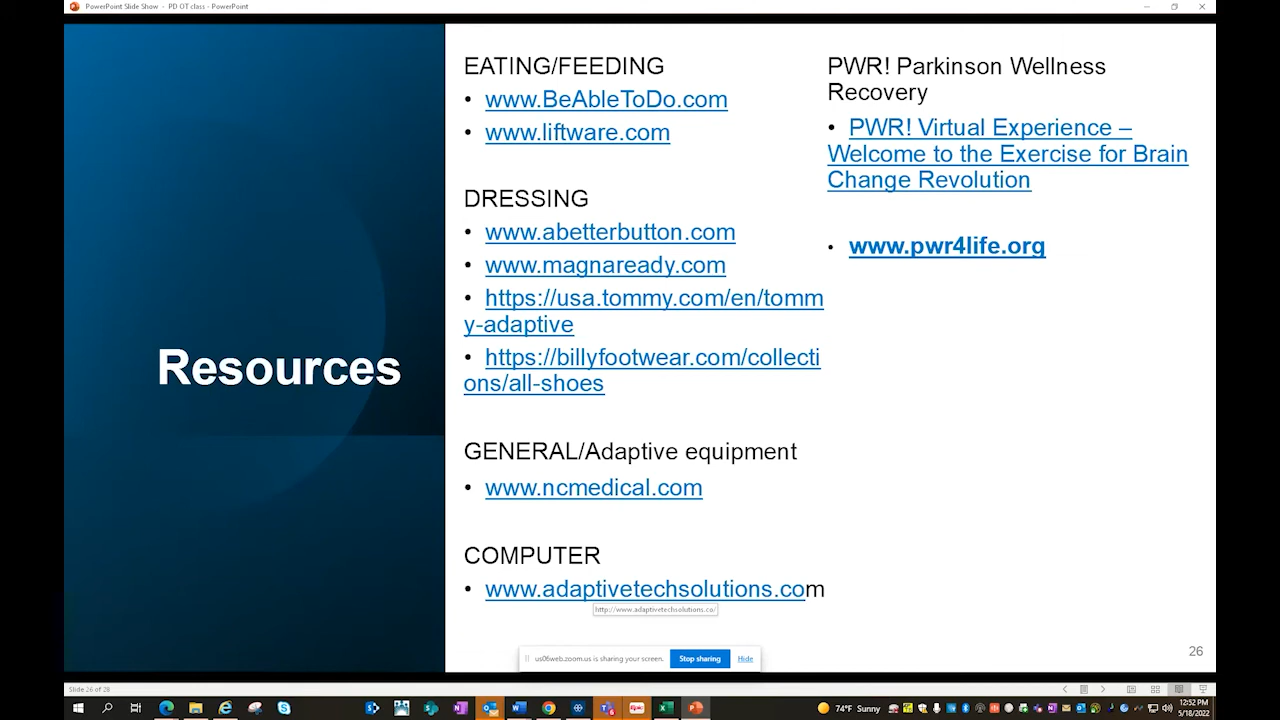 PowerPoint Slide Show - PD OT class - PowerPoint
Resources
EATING/FEEDING
• www.BeAbleToDo.com
• www.liftware.com
DRESSING
• www.abetterbutton.com
• www.magnaready.com
• https://usa.tommy.com/en/tomm
y-adaptive
• https://billyfootwear.com/collecti
ons/all-shoes
GENERAL/Adaptive equipment
• www.ncmedical.com
COMPUTER
• www.adaptivetechsolutions.com
http://www.adaptivetechsolutions.co/
PWR! Parkinson Wellness
Recovery
• PWR! Virtual Experience –
Welcome to the Exercise for Brain
Change Revolution
• www.pwr4life.org
26
us06web.zoom.us is sharing your screen.
Stop sharing
Hide
Slide 26 of 28
74°F Sunny
12:52 PM
5/18/2022